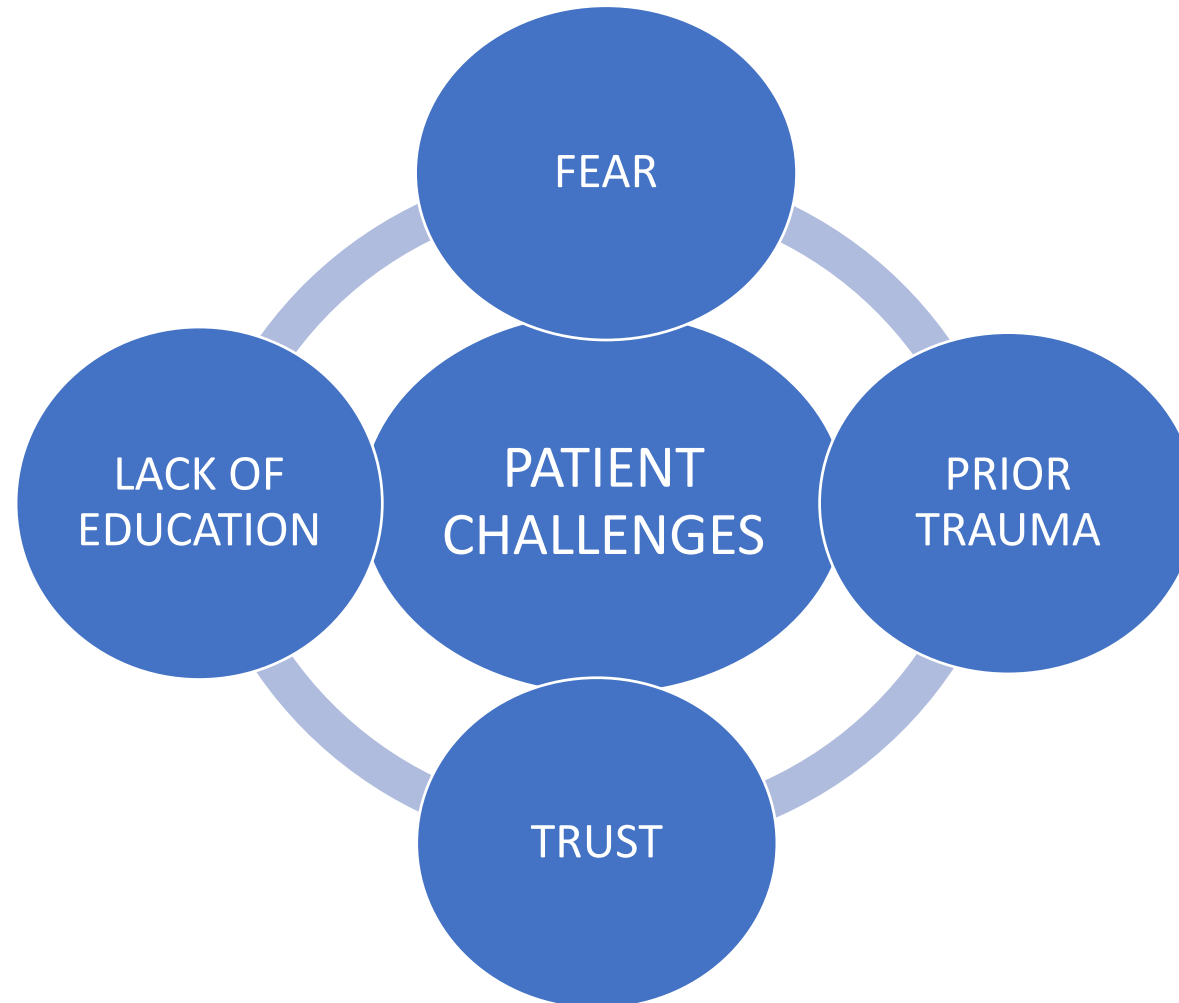 FEAR
LACK OF
EDUCATION
PATIENT
CHALLENGES
PRIOR
TRAUMA
TRUST